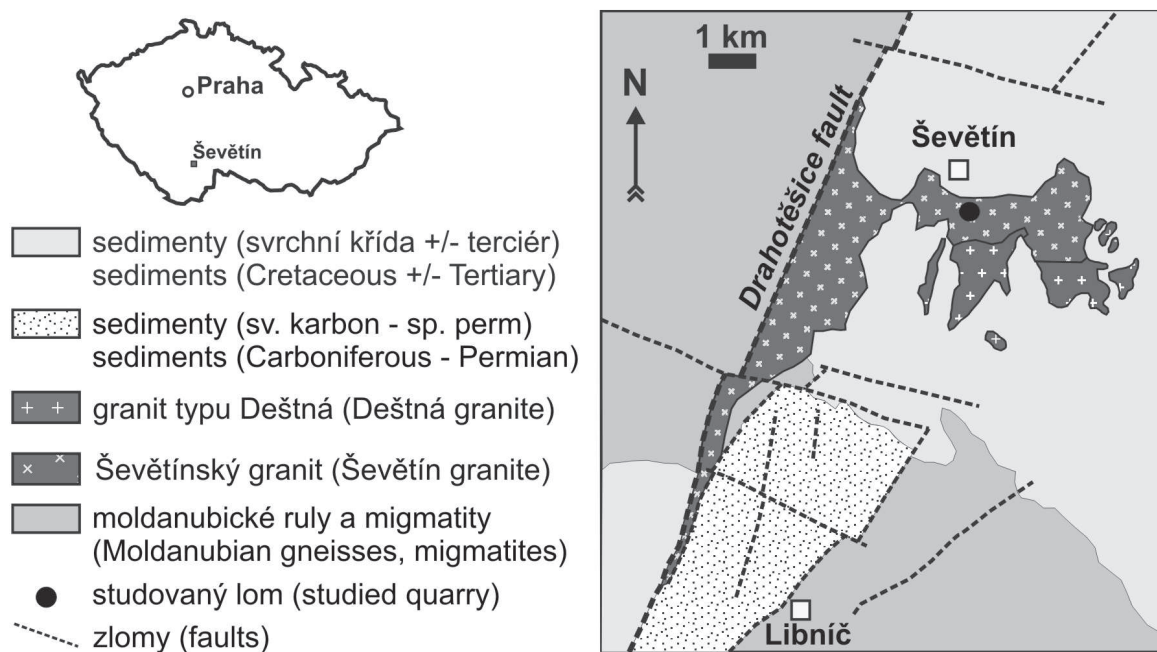 Praha
Ševětín
sedimenty (svrchní křída +/- terciér)
sediments (Cretaceous +/- Tertiary)
sedimenty (sv. karbon - sp. perm)
sediments (Carboniferous - Permian)
granit typu Deštná (Deštná granite)
Ševětínský granit (Ševětín granite)
moldanubické ruly a migmatity
(Moldanubian gneisses, migmatites)
studovaný lom (studied quarry)
zlomy (faults)
1 km
N
Drahotěšice fault
Ševětín
Libníč